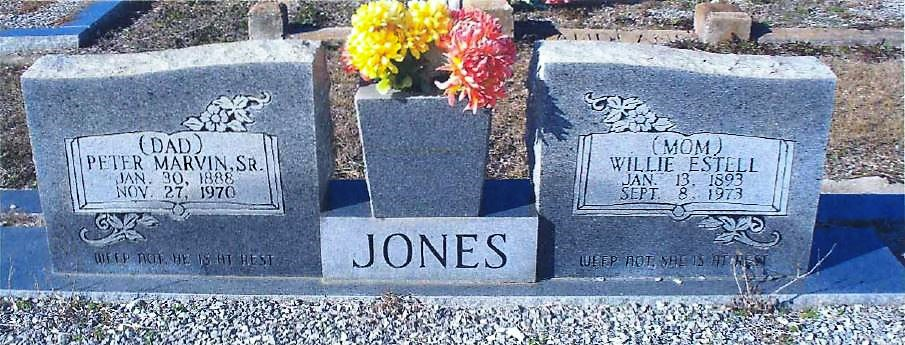 (DAD)
PETER MARVIN, SR.
JAN. 30, 1888
NOV. 27, 1970
WEEP NOT, HE IS AT REST
JONES
(MOM)
WILLIE ESTELL
JAN. 13, 1893
SEPT. 8, 1973
WEEP NOT, SHE IS AT REST